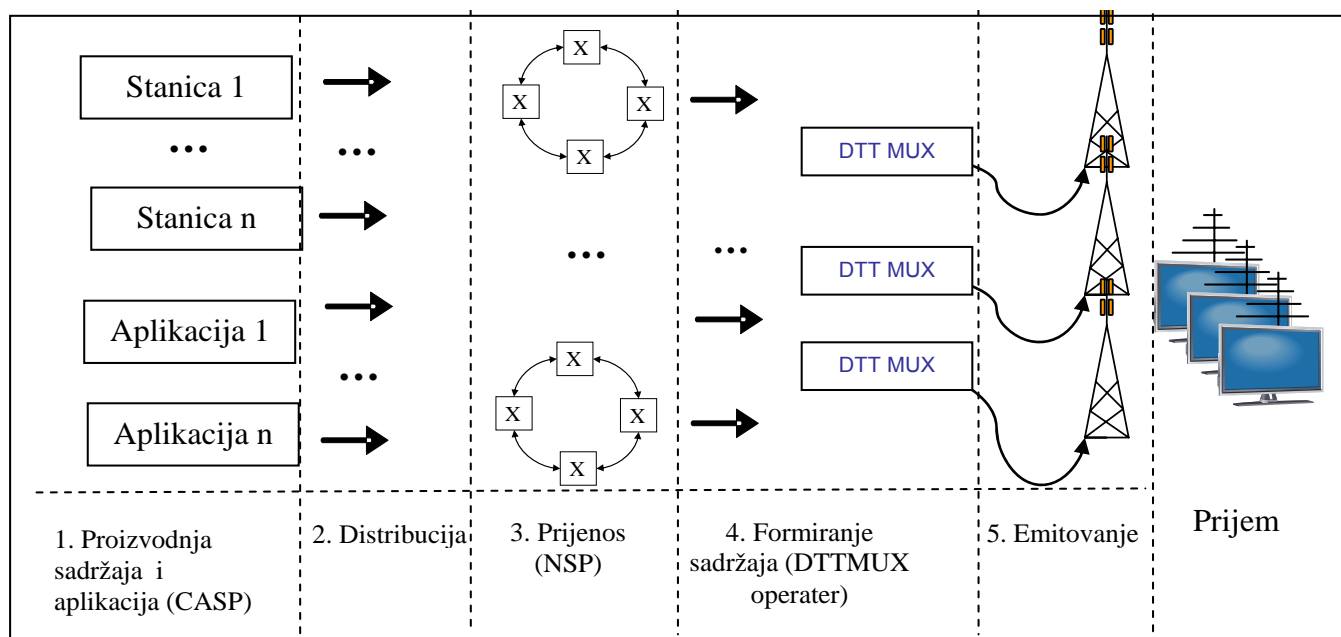 Stanica 1
...
Stanica n
Aplikacija 1
Aplikacija n
...
...
X
X
X
X
...
X
X
X
X
...
DTT MUX
DTT MUX
DTT MUX
1. Proizvodnja
sadržaja i
aplikacija (CASP)
2. Distribucija
3. Prijenos
(NSP)
4. Formiranje
sadržaja (DTTMUX
operater)
5. Emitovanje
Prijem